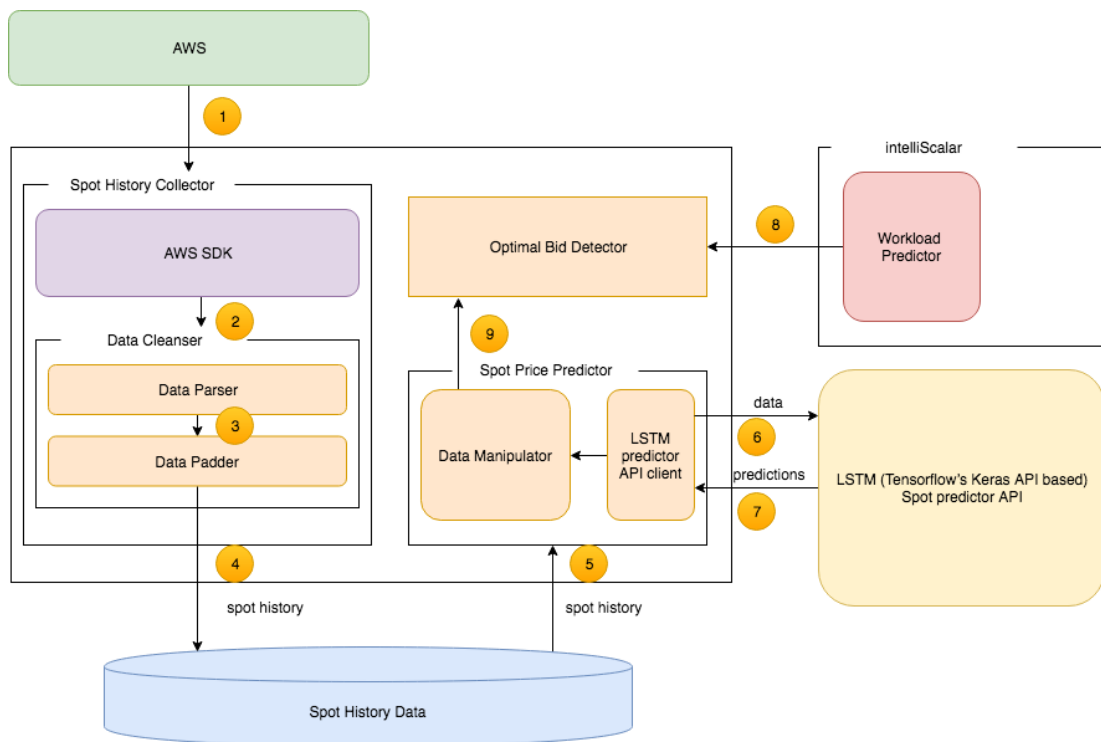 AWS
1
intelliScalar
Spot History Collector
AWS SDK
Optimal Bid Detector
8
Workload
Predictor
2
Data Cleanser
9
Data Parser
3
Data Padder
Spot Price Predictor
Data Manipulator
LSTM
predictor
API client
data
6
predictions
7
LSTM (Tensorflow's Keras API based)
Spot predictor API
4
5
spot history
spot history
Spot History Data